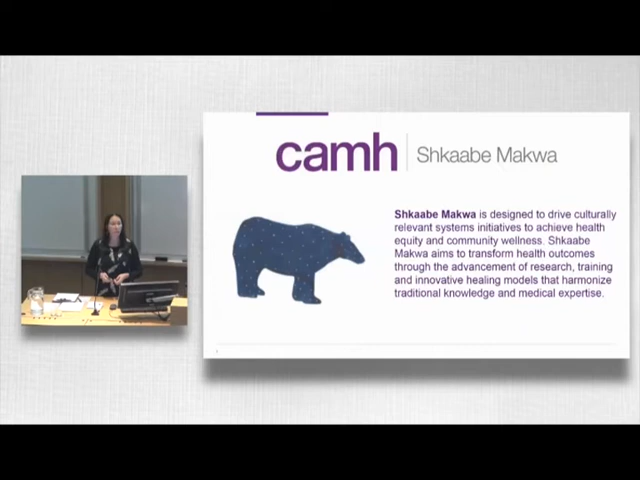 camh
Shkaabe Makwa
Shkaabe Makwa is designed to drive culturally
relevant systems initiatives to achieve health
equity and community wellness. Shkaabe
Makwa aims to transform health outcomes
through the advancement of research, training
and innovative healing models that harmonize
traditional knowledge and medical expertise.